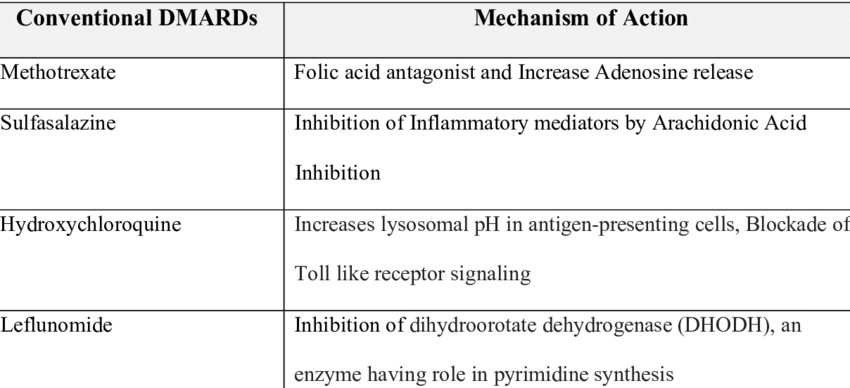 Conventional DMARDs Mechanism of Action
Methotrexate Folic acid antagonist and Increase Adenosine release
Sulfasalazine Inhibition of Inflammatory mediators by Arachidonic Acid
Inhibition
Hydroxychloroquine Increases lysosomal pH in antigen-presenting cells, Blockade of
Toll like receptor signaling
Leflunomide Inhibition of dihydroorotate dehydrogenase (DHODH), an
enzyme having role in pyrimidine synthesis